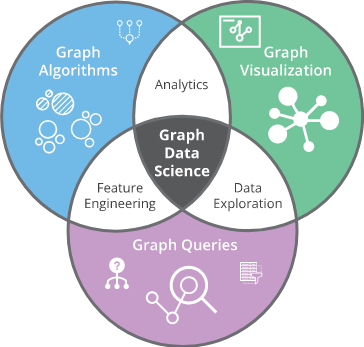 Graph
Algorithms
Graph
Visualization
Analytics
Graph
Data
Science
Feature
Engineering
Data
Exploration
Graph Queries
?